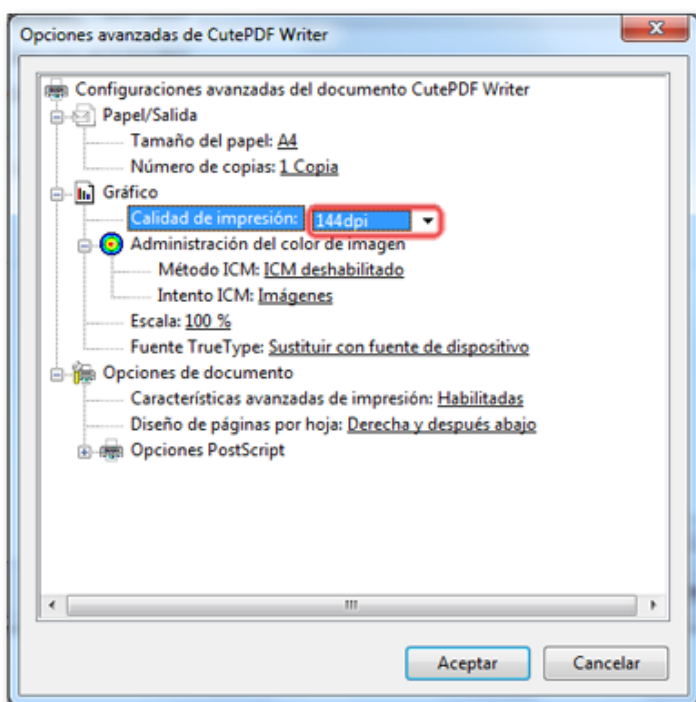 Opciones avanzadas de CutePDF Writer
Configuraciones avanzadas del documento CutePDF Writer
Papel/Salida
Tamaño del papel: A4
Número de copias: 1 Copia
Gráfico
Calidad de impresión: 144dpi
Administración del color de imagen
Método ICM: ICM deshabilitado
Intento ICM: Imágenes
Escala: 100 %
Fuente TrueType: Sustituir con fuente de dispositivo
Opciones de documento
Características avanzadas de impresión: Habilitadas
Diseño de páginas por hoja: Derecha y después abajo
Opciones PostScript
Aceptar Cancelar